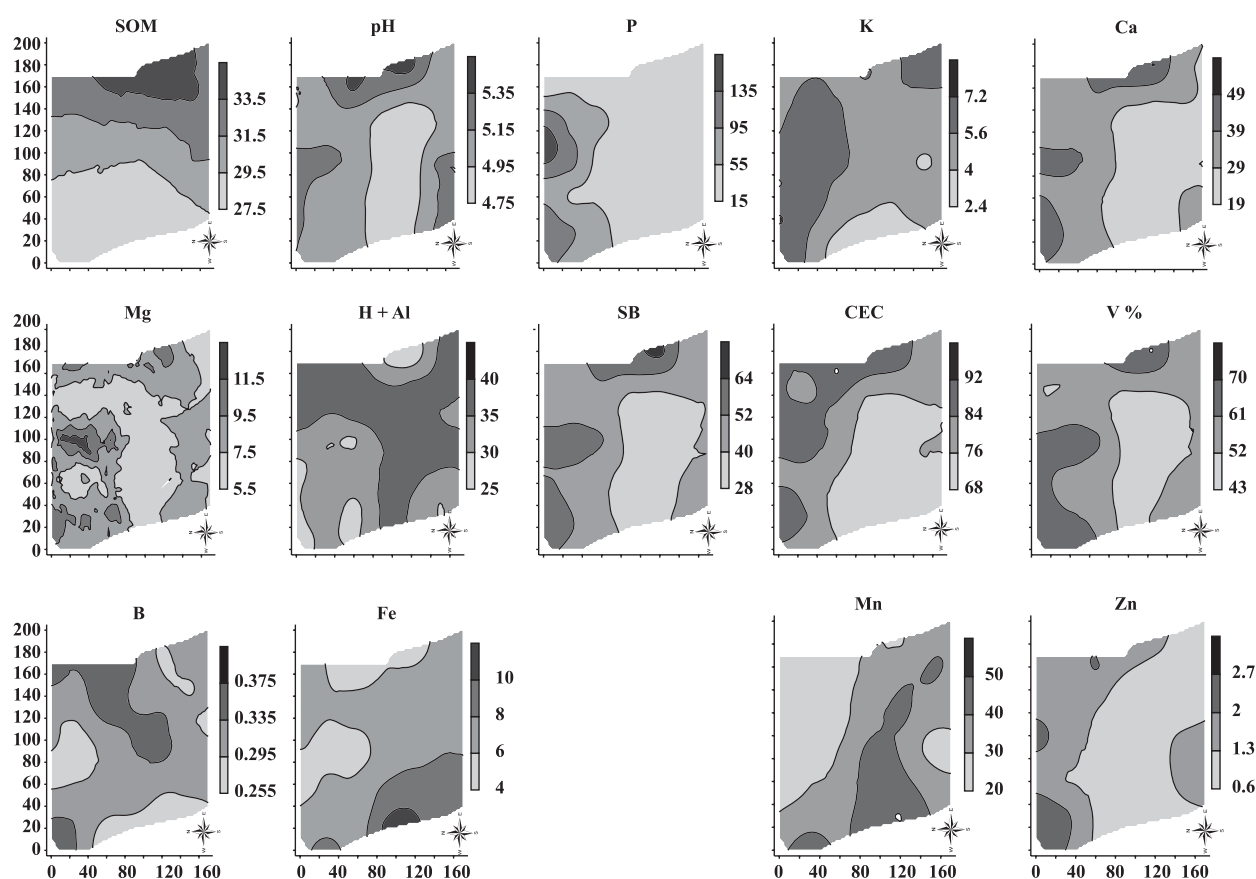 SOM
200
180
160
140
120
100
80
60
40
20
0
33.5
31.5
29.5
27.5
E
N S
W
pH
5.35
5.15
4.95
4.75
E
N S
W
P
135
95
55
15
E
N S
W
K
7.2
5.6
4
2.4
E
N S
W
Ca
49
39
29
19
E
N S
W
Mg
200
180
160
140
120
100
80
60
40
20
0
11.5
9.5
7.5
5.5
E
N S
W
H + Al
40
35
30
25
E
N S
W
SB
64
52
40
28
E
N S
W
CEC
92
84
76
68
E
N S
W
V %
70
61
52
43
E
N S
W
B
200
180
160
140
120
100
80
60
40
20
0
0.375
0.335
0.295
0.255
E
N S
W
0 40 80 120 160
Fe
10
8
6
4
E
N S
W
0 40 80 120 160
Mn
50
40
30
20
E
N S
W
0 40 80 120 160
Zn
2.7
2
1.3
0.6
E
N S
W
0 40 80 120 160